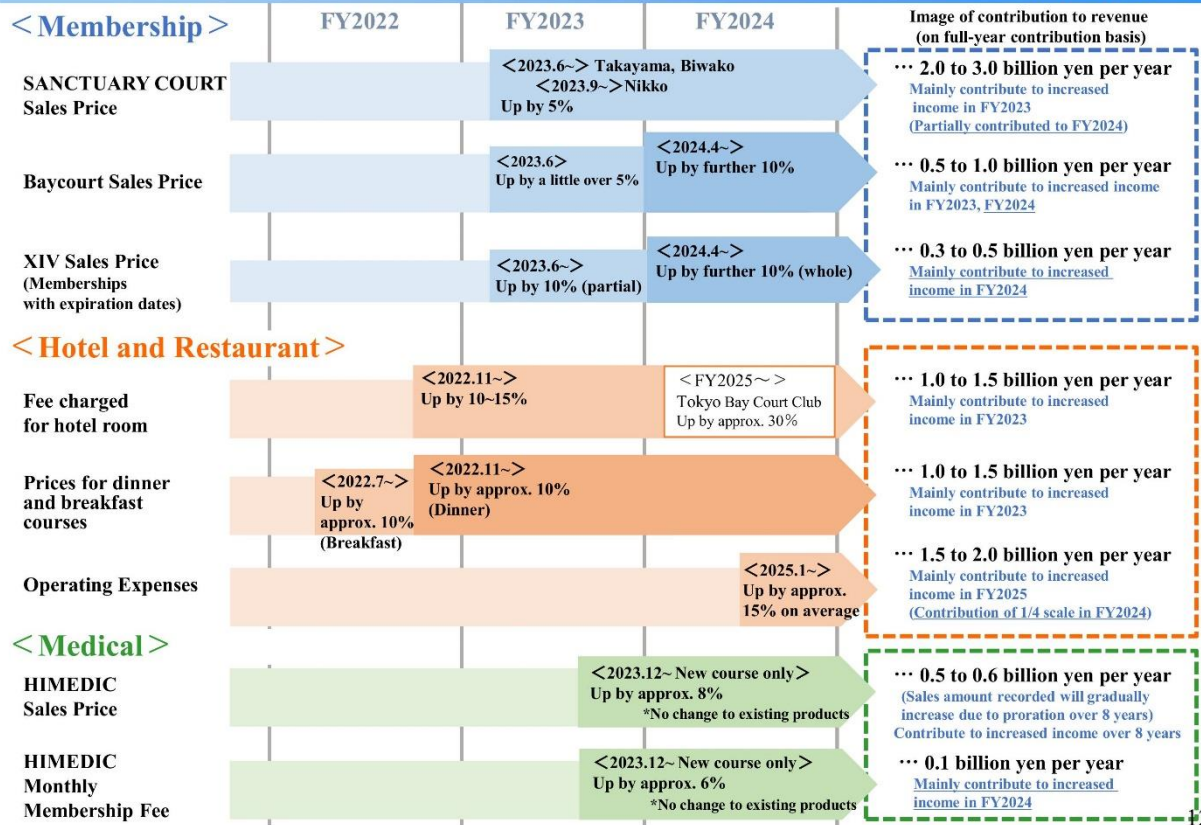 < Membership >
FY2022
FY2023
FY2024
Image of contribution to revenue
(on full-year contribution basis)
SANCTUARY COURT
Sales Price
<2023.6~> Takayama, Biwako
<2023.9~>Nikko
Up by 5%
… 2.0 to 3.0 billion yen per year
Mainly contribute to increased
income in FY2023
(Partially contributed to FY2024)
Baycourt Sales Price
<2023.6>
Up by a little over 5%
<2024.4~>
Up by further 10%
… 0.5 to 1.0 billion yen per year
Mainly contribute to increased income
in FY2023, FY2024
XIV Sales Price
(Memberships
with expiration dates)
<2023.6~>
Up by 10% (partial)
<2024.4~>
Up by further 10% (whole)
… 0.3 to 0.5 billion yen per year
Mainly contribute to increased
income in FY2024
< Hotel and Restaurant >
Fee charged
for hotel room
<2022.11~>
Up by 10~15%
<FY2025~>
Tokyo Bay Court Club
Up by approx. 30%
… 1.0 to 1.5 billion yen per year
Mainly contribute to increased
income in FY2023
Prices for dinner
and breakfast
courses
<2022.7~>
Up by
approx. 10%
(Breakfast)
<2022.11~>
Up by approx. 10%
(Dinner)
… 1.0 to 1.5 billion yen per year
Mainly contribute to increased
income in FY2023
Operating Expenses
<2025.1~>
Up by approx.
15% on average
… 1.5 to 2.0 billion yen per year
Mainly contribute to increased
income in FY2025
(Contribution of 1/4 scale in FY2024)
< Medical >
HIMEDIC
Sales Price
<2023.12~ New course only>
Up by approx. 8%
*No change to existing products
… 0.5 to 0.6 billion yen per year
(Sales amount recorded will gradually
increase due to proration over 8 years)
Contribute to increased income over 8 years
HIMEDIC
Monthly
Membership Fee
<2023.12~ New course only>
Up by approx. 6%
*No change to existing products
… 0.1 billion yen per year
Mainly contribute to increased
income in FY2024